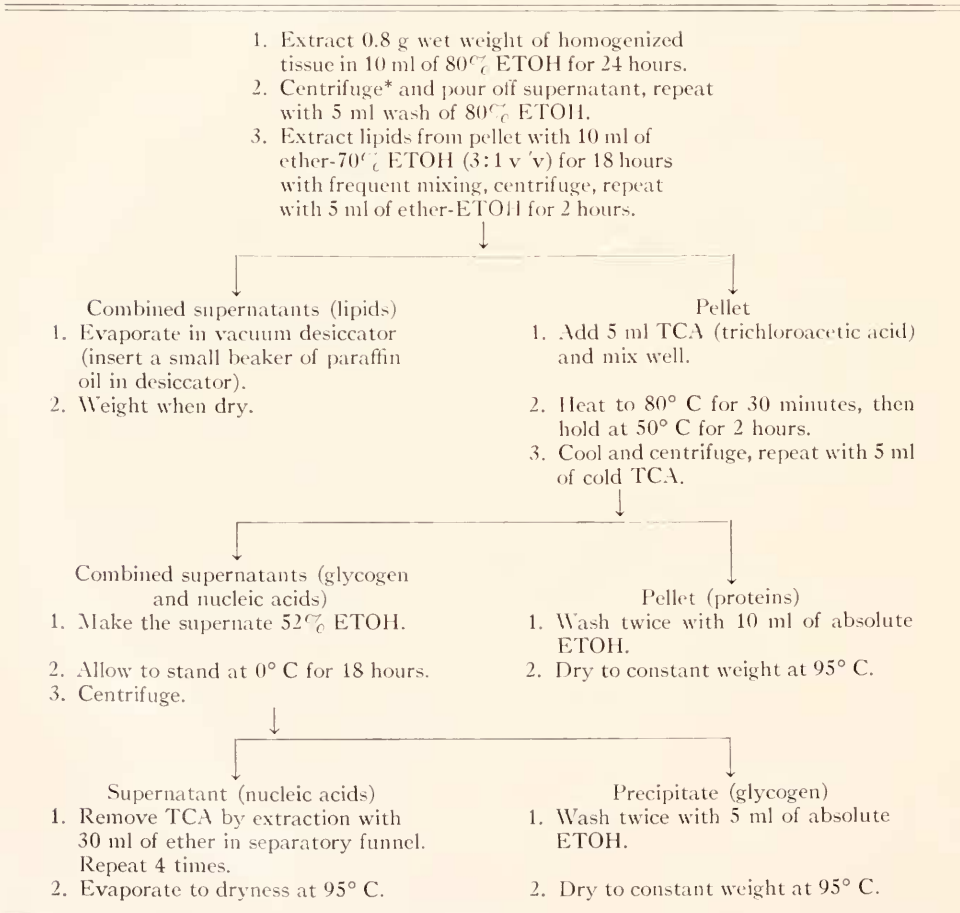 1. Extract 0.8 g wet weight of homogenized
tissue in 10 ml of 80% ETOH for 24 hours.
2. Centrifuge* and pour off supernatant, repeat
with 5 ml wash of 80% ETOH.
3. Extract lipids from pellet with 10 ml of
ether-70% ETOH (3:1 v/v) for 18 hours
with frequent mixing, centrifuge, repeat
with 5 ml of ether-ETOH for 2 hours.
Combined supernatants (lipids)
1. Evaporate in vacuum desiccator
(insert a small beaker of paraffin
oil in desiccator).
2. Weight when dry.
Pellet
1. Add 5 ml TCA (trichloroacetic acid)
and mix well.
2. Heat to 80° C for 30 minutes, then
hold at 50° C for 2 hours.
3. Cool and centrifuge, repeat with 5 ml
of cold TCA.
Combined supernatants (glycogen
and nucleic acids)
1. Make the supernate 52% ETOH.
2. Allow to stand at 0° C for 18 hours.
3. Centrifuge.
Pellet (proteins)
1. Wash twice with 10 ml of absolute
ETOH.
2. Dry to constant weight at 95° C.
Supernatant (nucleic acids)
1. Remove TCA by extraction with
30 ml of ether in separatory funnel.
Repeat 4 times.
2. Evaporate to dryness at 95° C.
Precipitate (glycogen)
1. Wash twice with 5 ml of absolute
ETOH.
2. Dry to constant weight at 95° C.